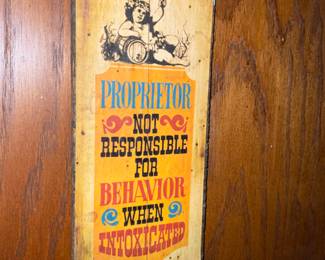 PROPRIETOR
NOT
RESPONSIBLE
FOR
BEHAVIOR
WHEN
INTOXICATED